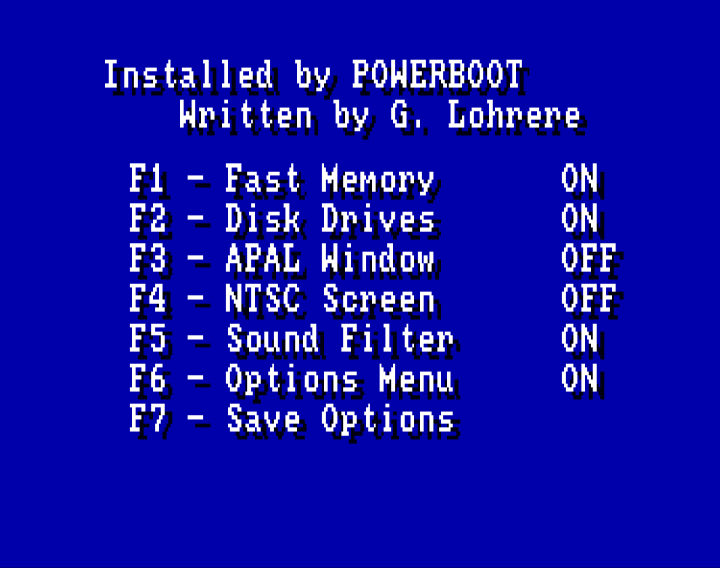 Installed by POWERBOOT
Written by G. Lohrere
F1 - Fast Memory ON
F2 - Disk Drives ON
F3 - APAL Window OFF
F4 - NTSC Screen OFF
F5 - Sound Filter ON
F6 - Options Menu ON
F7 - Save Options